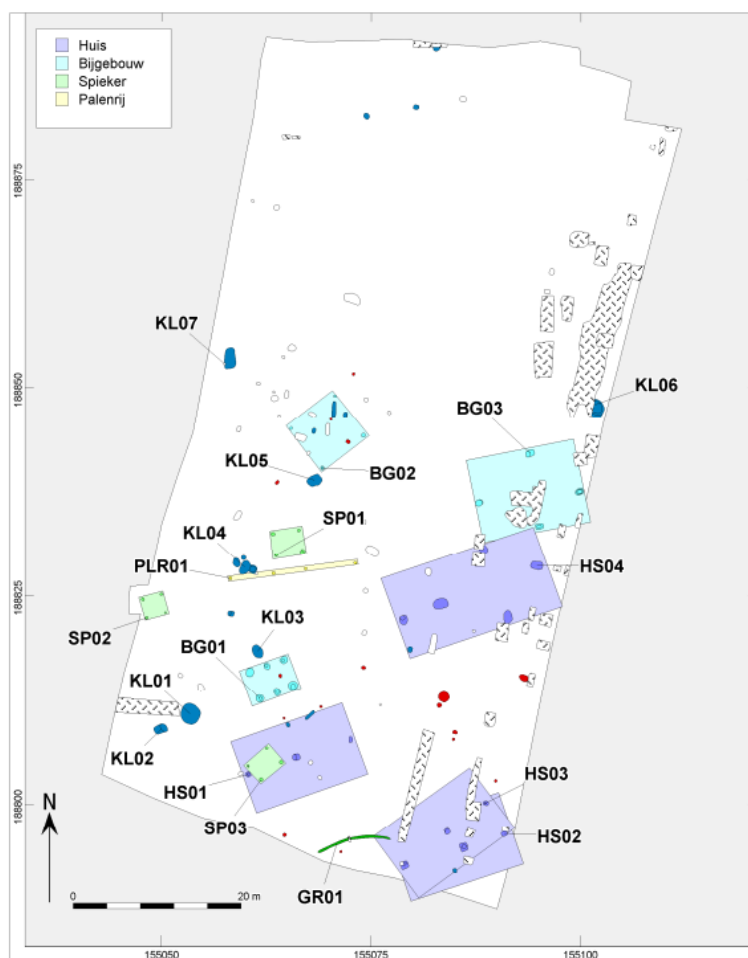 Huis
Bijgebouw
Spieker
Palenrij
188875
KL07
188850
KL06
BG03
KL05
BG02
SP01
KL04
PLR01
HS04
188825
SP02
KL03
BG01
KL01
KL02
HS01
HS03
188800
SP03
HS02
N
GR01
0 20 m
155050 155075 155100